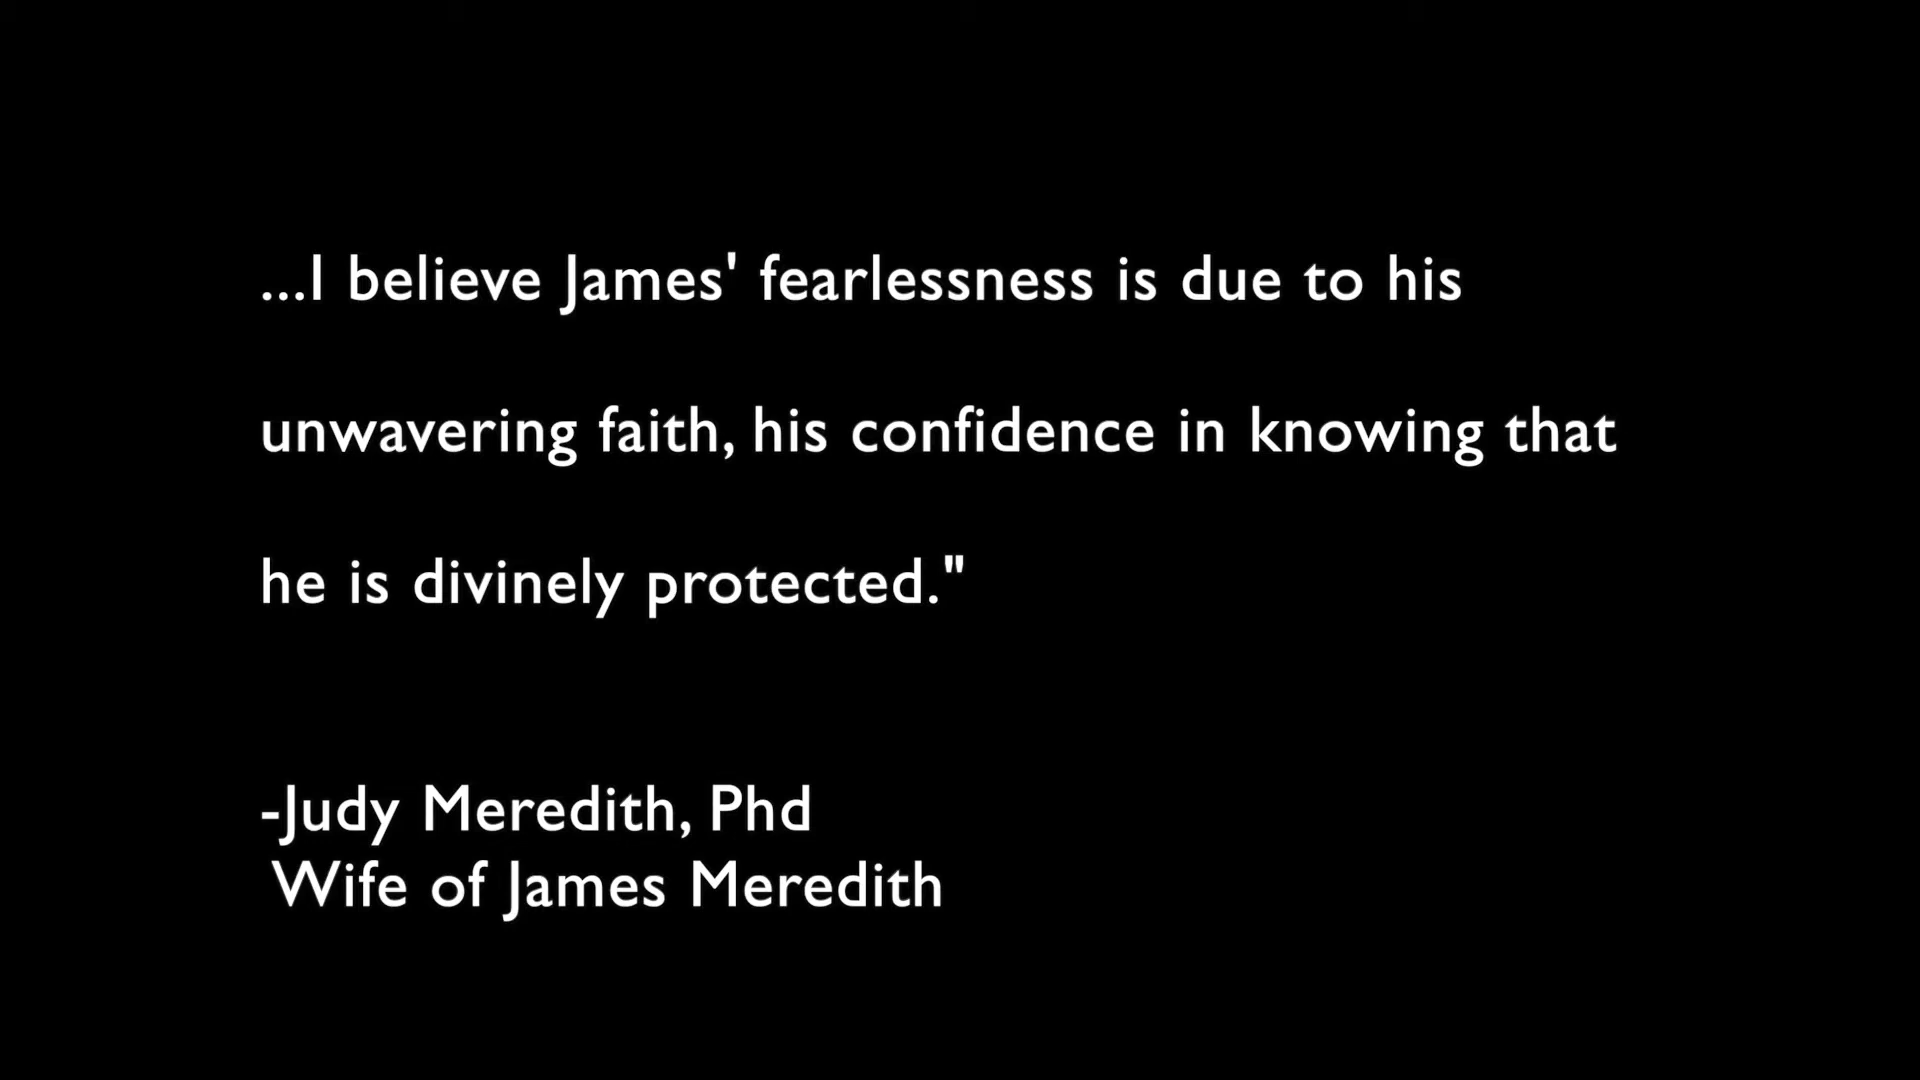 ...I believe James' fearlessness is due to his
unwavering faith, his confidence in knowing that
he is divinely protected."
-Judy Meredith, Phd
Wife of James Meredith